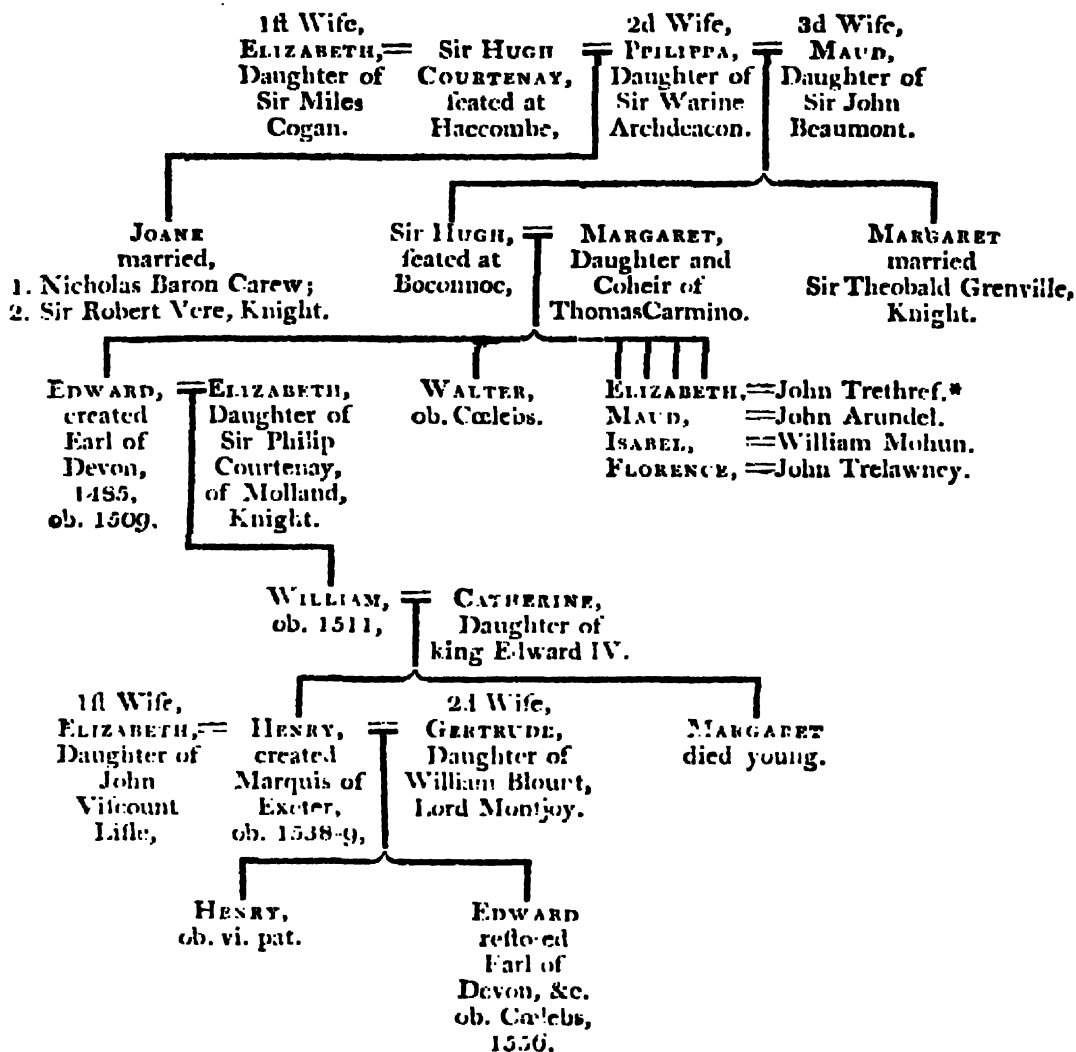 1ſt Wife,
ELIZABETH,=
Daughter of
Sir Miles
Cogan.
Sir HUGH
COURTENAY,
ſeated at
Haccombe,
=
2d Wife,
PHILIPPA,
Daughter of
Sir Warine
Archdeacon.
=
3d Wife,
MAUD,
Daughter of
Sir John
Beaumont.
JOANE
married,
1. Nicholas Baron Carew;
2. Sir Robert Vere, Knight.
Sir HUGH,
ſeated at
Boconnoc,
=
MARGARET,
Daughter and
Coheir of
Thomas Carmino.
MARGARET
married
Sir Theobald Grenville,
Knight.
EDWARD,
created
Earl of
Devon,
1485,
ob. 1509.
=
ELIZABETH,
Daughter of
Sir Philip
Courtenay,
of Molland,
Knight.
WALTER,
ob. Cœlebs.
ELIZABETH,=John Trethref.*
MAUD, =John Arundel.
ISABEL, =William Mohun.
FLORENCE,=John Trelawney.
WILLIAM,
ob. 1511,
=
CATHERINE,
Daughter of
king Edward IV.
1ſt Wife,
ELIZABETH,=
Daughter of
John
Viſcount
Liſle,
HENRY,
created
Marquis of
Exeter,
ob. 1538-9,
=
2d Wife,
GERTRUDE,
Daughter of
William Blount,
Lord Montjoy.
MARGARET
died young.
HENRY,
ob. vi. pat.
EDWARD
reſtored
Earl of
Devon, &c.
ob. Cœlebs,
1556.